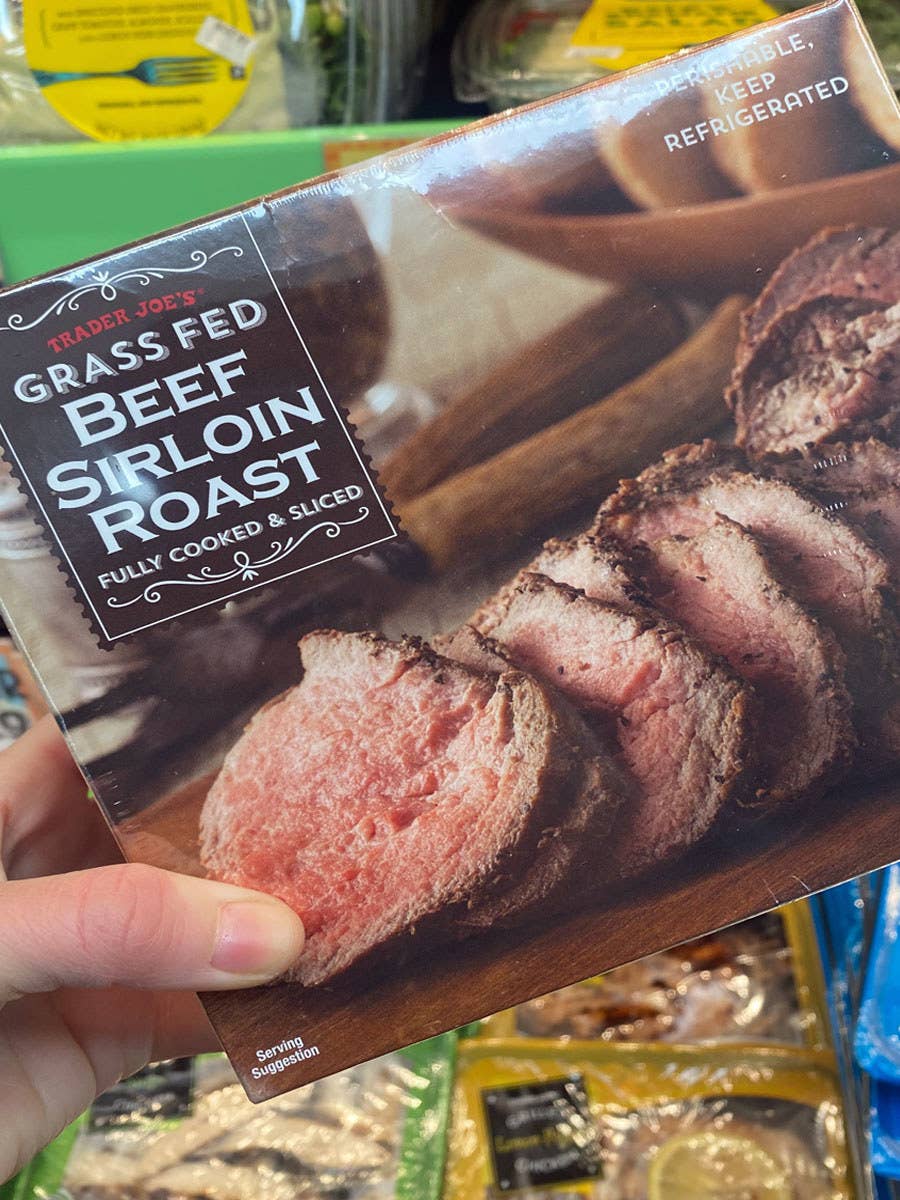 PERISHABLE,
KEEP
REFRIGERATED
TRADER JOE'S
GRASS FED
BEEF
SIRLOIN
ROAST
FULLY COOKED & SLICED
Serving
Suggestion